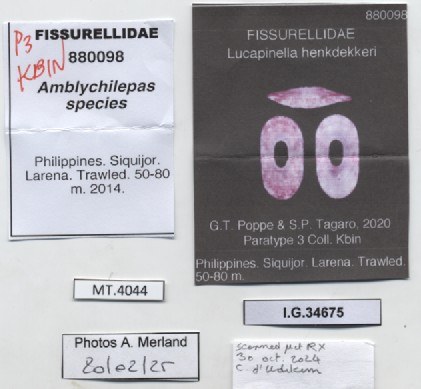 P3
KBIN
FISSURELLIDAE
880098
Amblychilepas
species
Philippines. Siquijor.
Larena. Trawled. 50-80
m. 2014.
880098
FISSURELLIDAE
Lucapinella henkdekkeri
G.T. Poppe & S.P. Tagaro, 2020
Paratype 3 Coll. Kbin
Philippines. Siquijor. Larena. Trawled.
50-80 m.
MT.4044
I.G.34675
Photos A. Merland
20/02/25
scanned mct RX
30 oct. 2024
C. d'Udekem